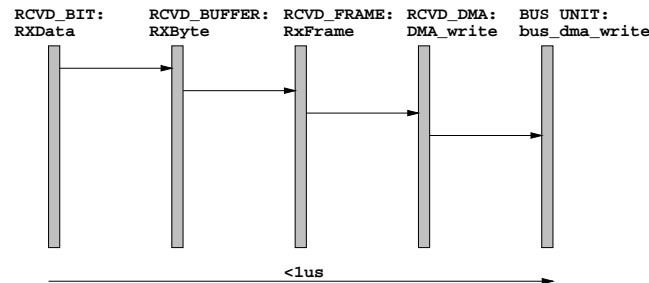 RCVD_BIT: RCVD_BUFFER: RCVD_FRAME: RCVD_DMA: BUS UNIT:
RXData RXByte RxFrame DMA_write bus_dma_write
<1us